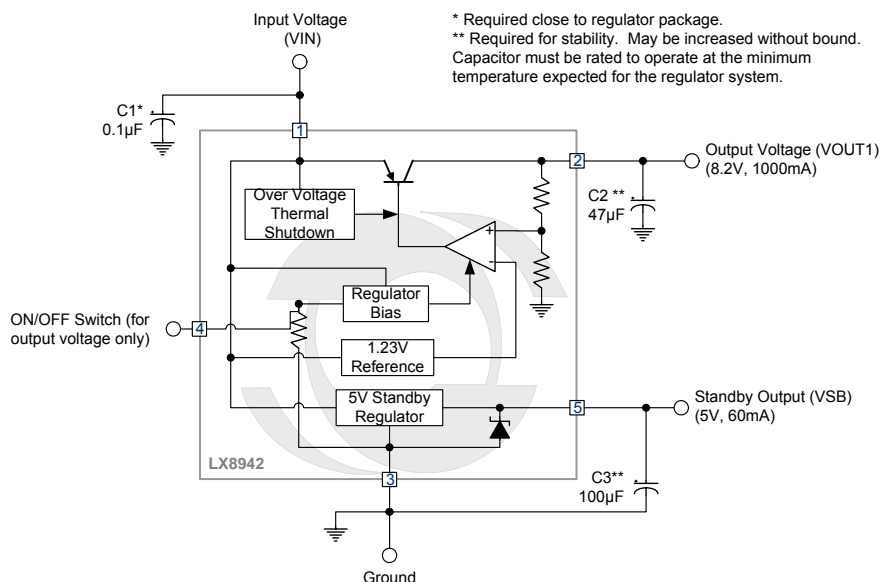 Input Voltage
(VIN)
* Required close to regulator package.
** Required for stability. May be increased without bound.
Capacitor must be rated to operate at the minimum
temperature expected for the regulator system.
C1*
0.1µF
1
2
Output Voltage (VOUT1)
(8.2V, 1000mA)
Over Voltage
Thermal
Shutdown
C2 **
47µF
+
-
Regulator
Bias
ON/OFF Switch (for
output voltage only)
4
1.23V
Reference
5V Standby
Regulator
5
Standby Output (VSB)
(5V, 60mA)
LX8942
3
C3**
100µF
Ground